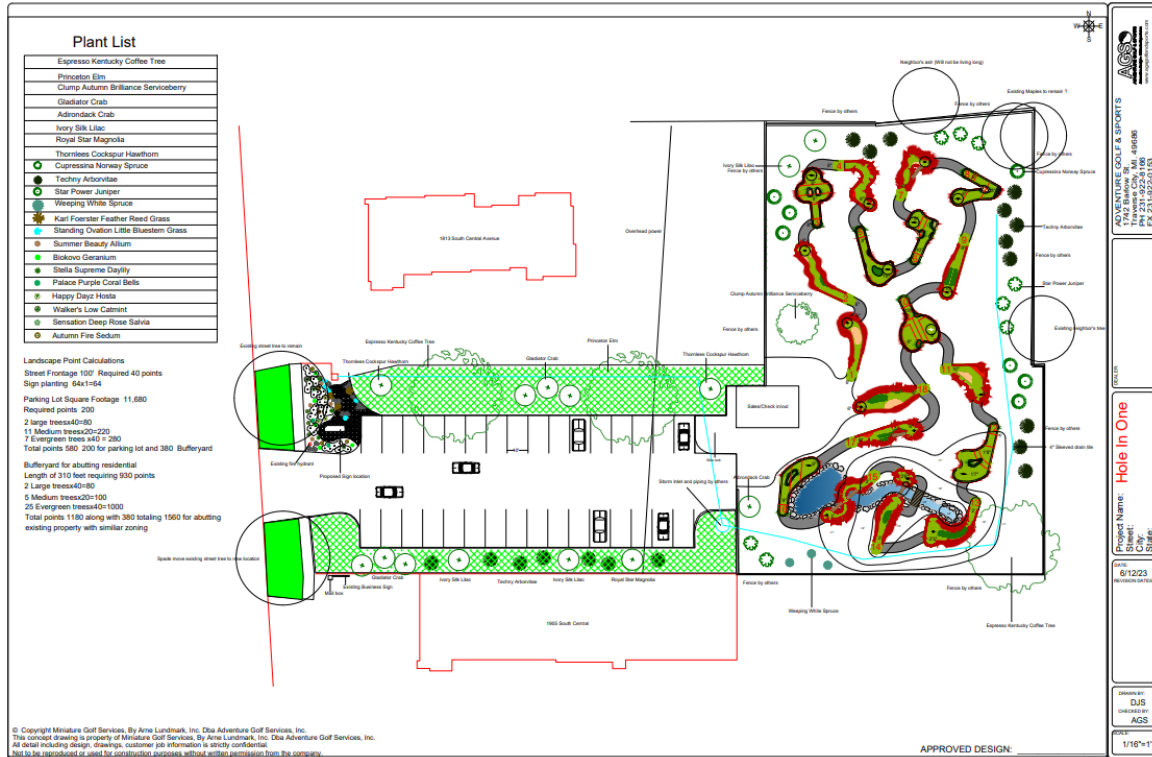 Plant List
Espresso Kentucky Coffee Tree
Princeton Elm
Clump Autumn Brilliance Serviceberry
Gladiator Crab
Adirondack Crab
Ivory Silk Lilac
Royal Star Magnolia
Thornlees Cockspur Hawthorn
Cupressina Norway Spruce
Techny Arborvitae
Star Power Juniper
Weeping White Spruce
Karl Foerster Feather Reed Grass
Standing Ovation Little Bluestem Grass
Summer Beauty Allium
Biokovo Geranium
Stella Supreme Daylily
Palace Purple Coral Bells
Happy Dayz Hosta
Walker's Low Catmint
Sensation Deep Rose Salvia
Autumn Fire Sedum
Landscape Point Calculations
Street Frontage 100' Required 40 points
Sign planting 64x1=64
Parking Lot Square Footage 11,680
Required points 200
2 large treesx40=80
11 Medium treesx20=220
7 Evergreen trees x40 = 280
Total points 580 200 for parking lot and 380 Bufferyard
Bufferyard for abutting residential
Length of 310 feet requiring 930 points
2 Large treesx40=80
5 Medium treesx20=100
25 Evergreen treesx40=1000
Total points 1180 along with 380 totaling 1560 for abutting
existing property with similiar zoning
N
W
E
S
Neighbor's ash (Will not be living long)
Existing Maples to remain ?
Fence by others
Fence by others
Fence by others
Ivory Silk Lilac
Fence by others
Cupressina Norway Spruce
1813 South Central Avenue
Overhead power
Techny Arborvitae
Fence by others
Star Power Juniper
Clump Autumn Brilliance Serviceberry
Fence by others
Existing neighbor's tree
Existing street tree to remain
Espresso Kentucky Coffee Tree
Princeton Elm
Thornlees Cockspur Hawthorn
Gladiator Crab
Thornlees Cockspur Hawthorn
Sales/Check in/out
Fence by others
4" Sleeved drain tile
Existing fire hydrant
Proposed Sign location
Storm inlet and piping by others
Adirondack Crab
Spade move existing street tree to new location
Gladiator Crab
Ivory Silk Lilac
Techny Arborvitae
Ivory Silk Lilac
Royal Star Magnolia
Existing Business Sign
Mail box
Fence by others
Fence by others
Weeping White Spruce
1905 South Central
Espresso Kentucky Coffee Tree
© Copyright Miniature Golf Services, By Arne Lundmark, Inc. Dba Adventure Golf Services, Inc.
This concept drawing is property of Miniature Golf Services, By Arne Lundmark, Inc. Dba Adventure Golf Services, Inc.
All detail including design, drawings, customer job information is strictly confidential.
Not to be reproduced or used for construction purposes without written permission from the company.
APPROVED DESIGN:
AGS
ADVENTURE GOLF & SPORTS
1742 Barlow St.
Traverse City, MI. 49686
PH 231-922-8166
FX 231-922-0153
DEALER:
Project Name: Hole In One
Street:
City:
State:
DATE:
6/12/23
REVISION DATES:
DRAWN BY:
DJS
CHECKED BY:
AGS
SCALE:
1/16"=1'